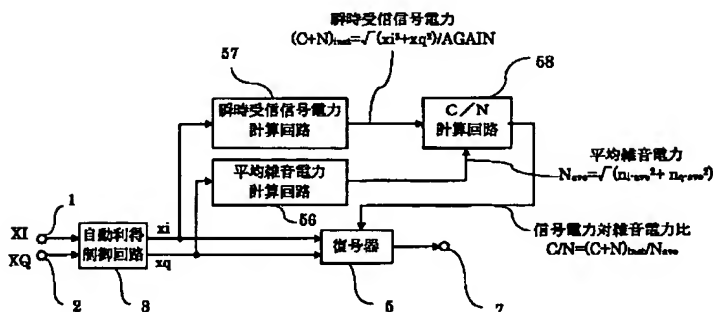 瞬時受信信号電力
(C+N)inst=√(xi²+xq²)/AGAIN
57
58
瞬時受信信号電力
計算回路
C/N
計算回路
平均雑音電力
計算回路
平均雑音電力
Nave=√(ni-ave²+nq-ave²)
56
XI
1
自動利得
制御回路
xi
XQ
xq
2
3
復号器
5
7
信号電力対雑音電力比
C/N=(C+N)inst/Nave